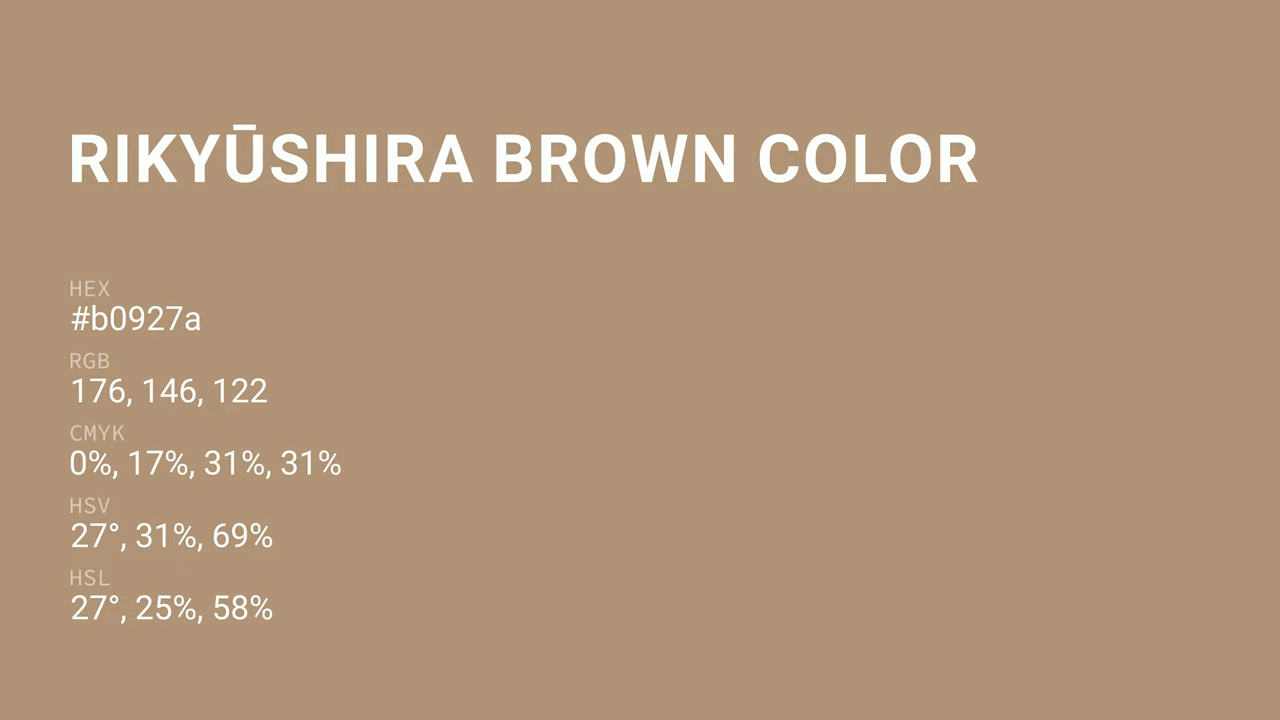 RIKYŪSHIRA BROWN COLOR
HEX
#b0927a
RGB
176, 146, 122
CMYK
0%, 17%, 31%, 31%
HSV
27°, 31%, 69%
HSL
27°, 25%, 58%